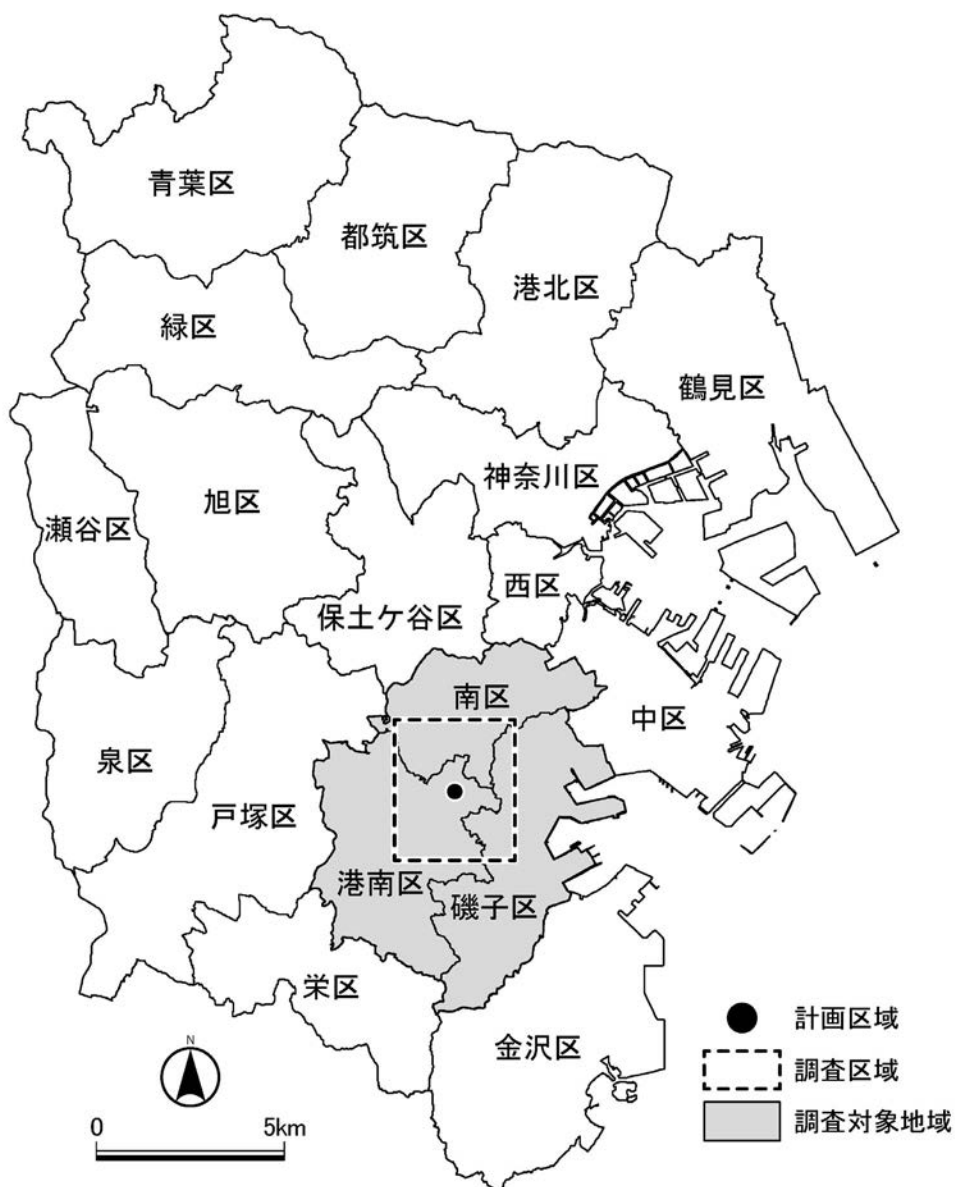 青葉区
都筑区
港北区
緑区
鶴見区
神奈川区
旭区
瀬谷区
西区
保土ケ谷区
南区
中区
泉区
戸塚区
港南区
磯子区
栄区
金沢区
計画区域
調査区域
調査対象地域
N
0 5km